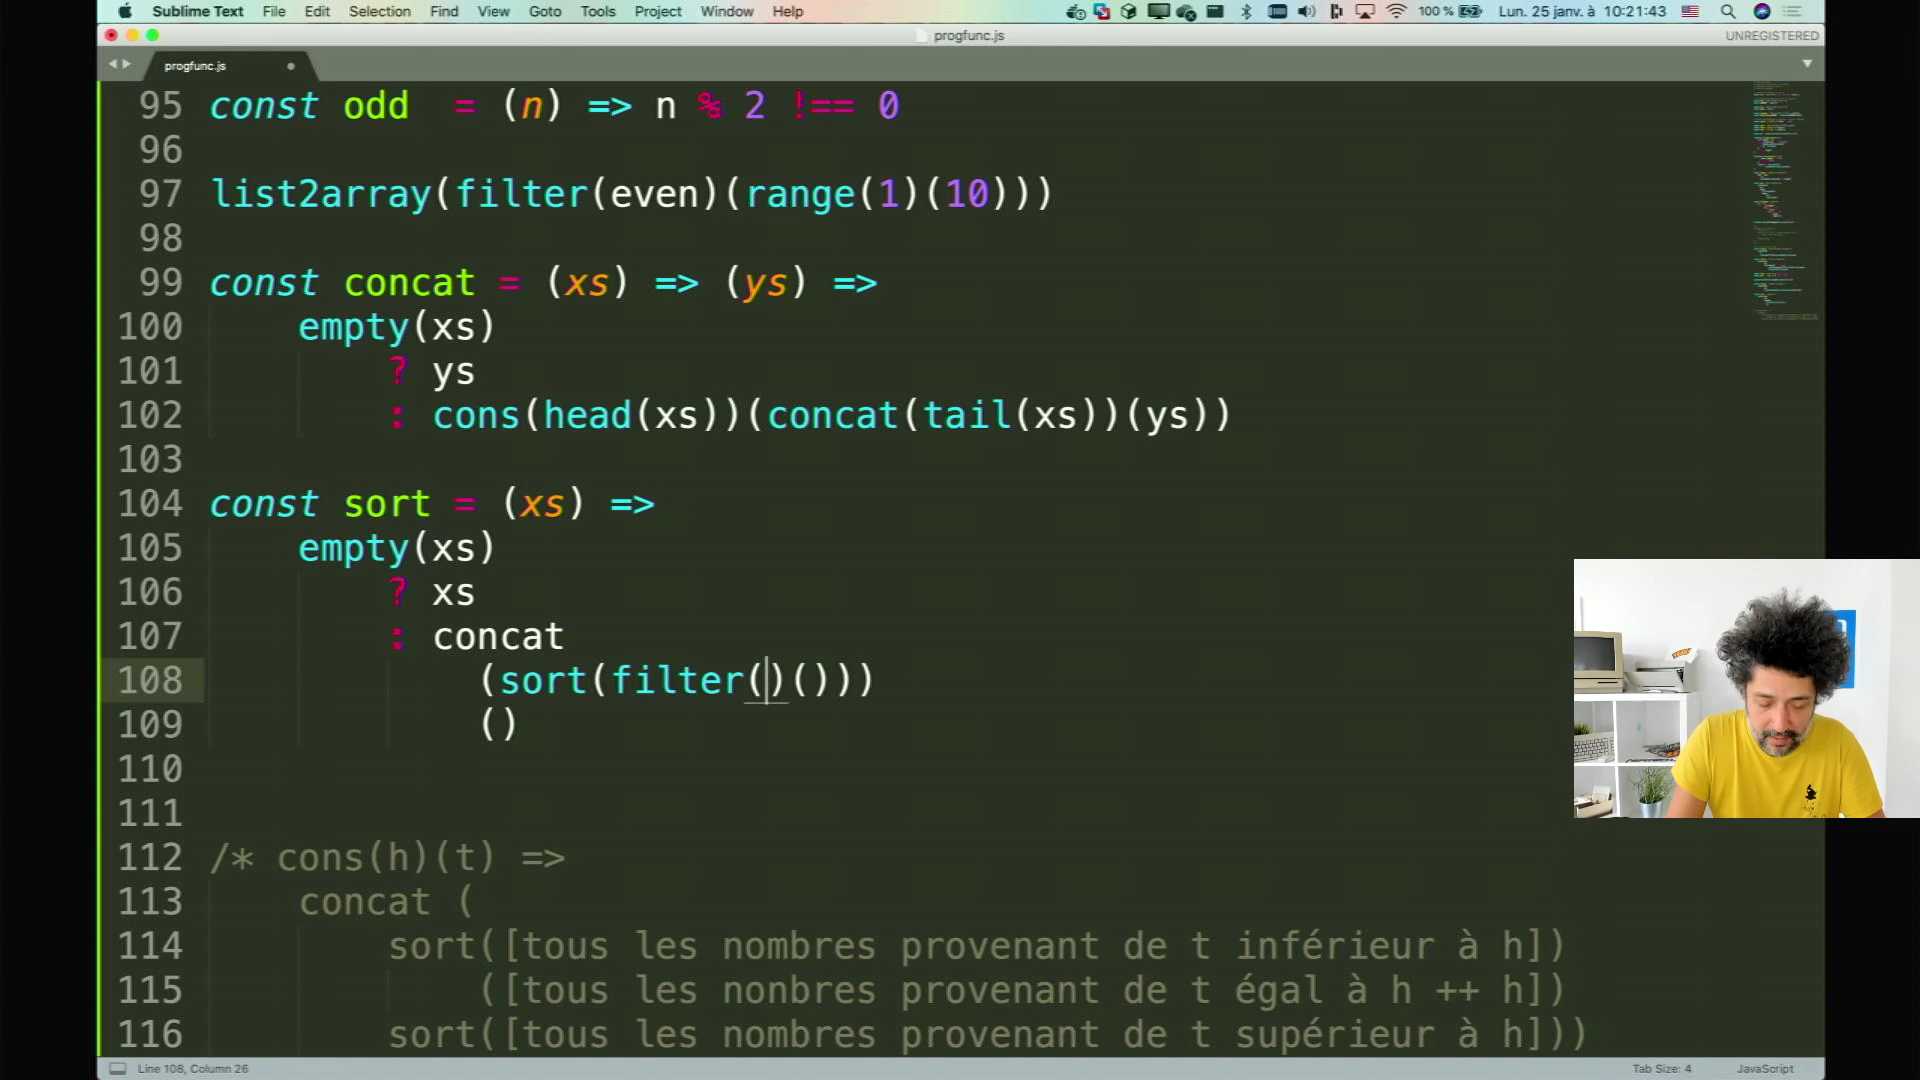 Sublime Text File Edit Selection Find View Goto Tools Project Window Help 100 % Lun. 25 janv. à 10:21:43
progfunc.js UNREGISTERED
progfunc.js
95 const odd  = (n) => n % 2 !== 0
96
97 list2array(filter(even)(range(1)(10)))
98
99 const concat = (xs) => (ys) =>
100     empty(xs)
101         ? ys
102         : cons(head(xs))(concat(tail(xs))(ys))
103
104 const sort = (xs) =>
105     empty(xs)
106         ? xs
107         : concat
108             (sort(filter()()))
109             ()
110
111
112 /* cons(h)(t) =>
113     concat (
114         sort([tous les nombres provenant de t inférieur à h])
115             ([tous les nonbres provenant de t égal à h ++ h])
116         sort([tous les nombres provenant de t supérieur à h]))
Line 108, Column 26 Tab Size: 4 JavaScript